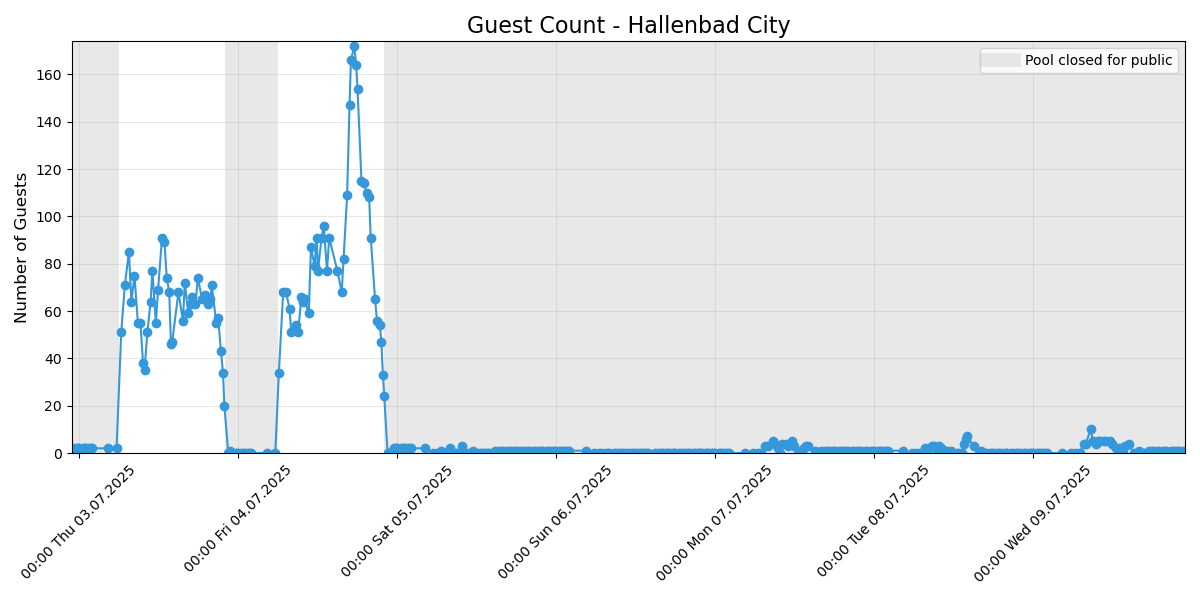 Guest Count - Hallenbad City
Pool closed for public
Number of Guests
160
140
120
100
80
60
40
20
0
00:00 Thu 03.07.2025
00:00 Fri 04.07.2025
00:00 Sat 05.07.2025
00:00 Sun 06.07.2025
00:00 Mon 07.07.2025
00:00 Tue 08.07.2025
00:00 Wed 09.07.2025